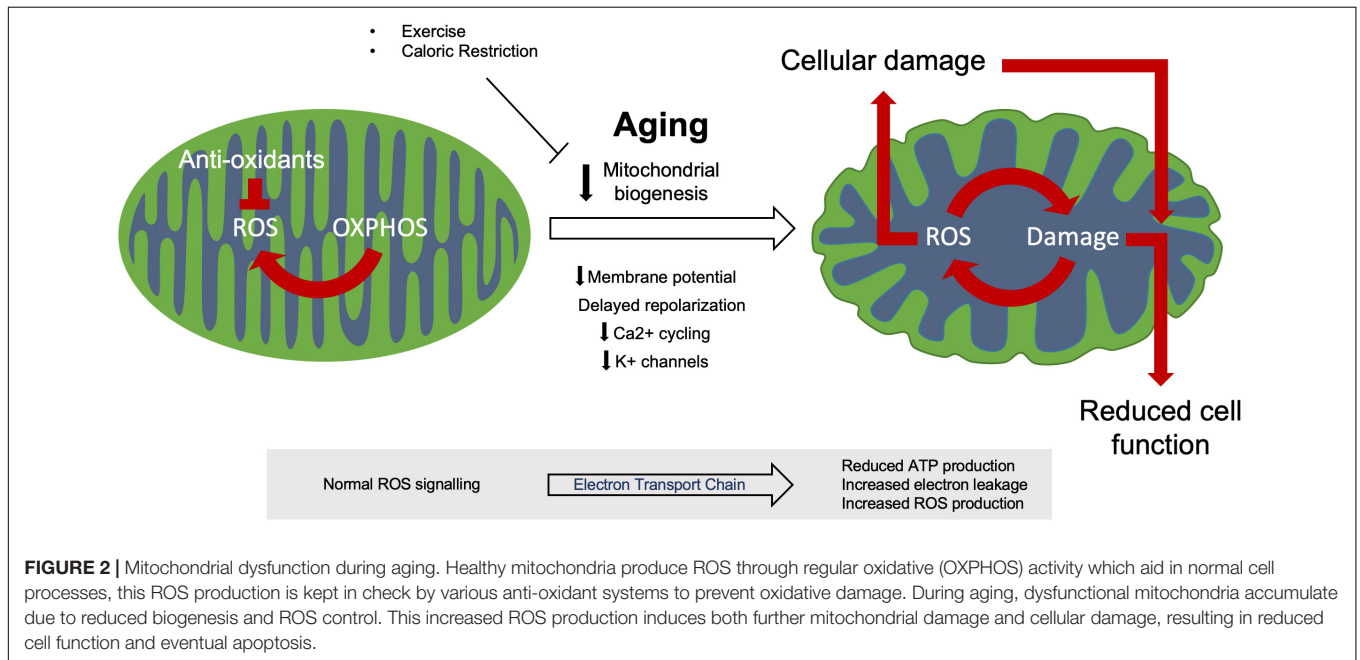 • Exercise
• Caloric Restriction
Aging
Mitochondrial
biogenesis
Anti-oxidants
ROS
OXPHOS
Membrane potential
Delayed repolarization
Ca2+ cycling
K+ channels
Cellular damage
ROS
Damage
Reduced cell
function
Normal ROS signalling
Electron Transport Chain
Reduced ATP production
Increased electron leakage
Increased ROS production
FIGURE 2 | Mitochondrial dysfunction during aging. Healthy mitochondria produce ROS through regular oxidative (OXPHOS) activity which aid in normal cell
processes, this ROS production is kept in check by various anti-oxidant systems to prevent oxidative damage. During aging, dysfunctional mitochondria accumulate
due to reduced biogenesis and ROS control. This increased ROS production induces both further mitochondrial damage and cellular damage, resulting in reduced
cell function and eventual apoptosis.